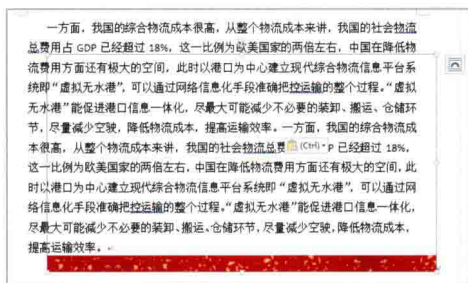 一方面，我国的综合物流成本很高，从整个物流成本来讲，我国的社会物流
总费用占 GDP 已经超过 18%，这一比例为欧美国家的两倍左右，中国在降低物
流费用方面还有极大的空间，此时以港口为中心建立现代综合物流信息平台系
统即“虚拟无水港”，可以通过网络信息化手段准确把控运输的整个过程。“虚拟
无水港”能促进港口信息一体化，尽最大可能减少不必要的装卸、搬运、仓储环
节，尽量减少空驶，降低物流成本，提高运输效率。一方面，我国的综合物流成
本很高，从整个物流成本来讲，我国的社会物流总费 (Ctrl) P 已经超过 18%，
这一比例为欧美国家的两倍左右，中国在降低物流费用方面还有极大的空间，此
时以港口为中心建立现代综合物流信息平台系统即“虚拟无水港”，可以通过网
络信息化手段准确把控运输的整个过程。“虚拟无水港”能促进港口信息一体化，
尽最大可能减少不必要的装卸、搬运、仓储环节，尽量减少空驶，降低物流成本，
提高运输效率。